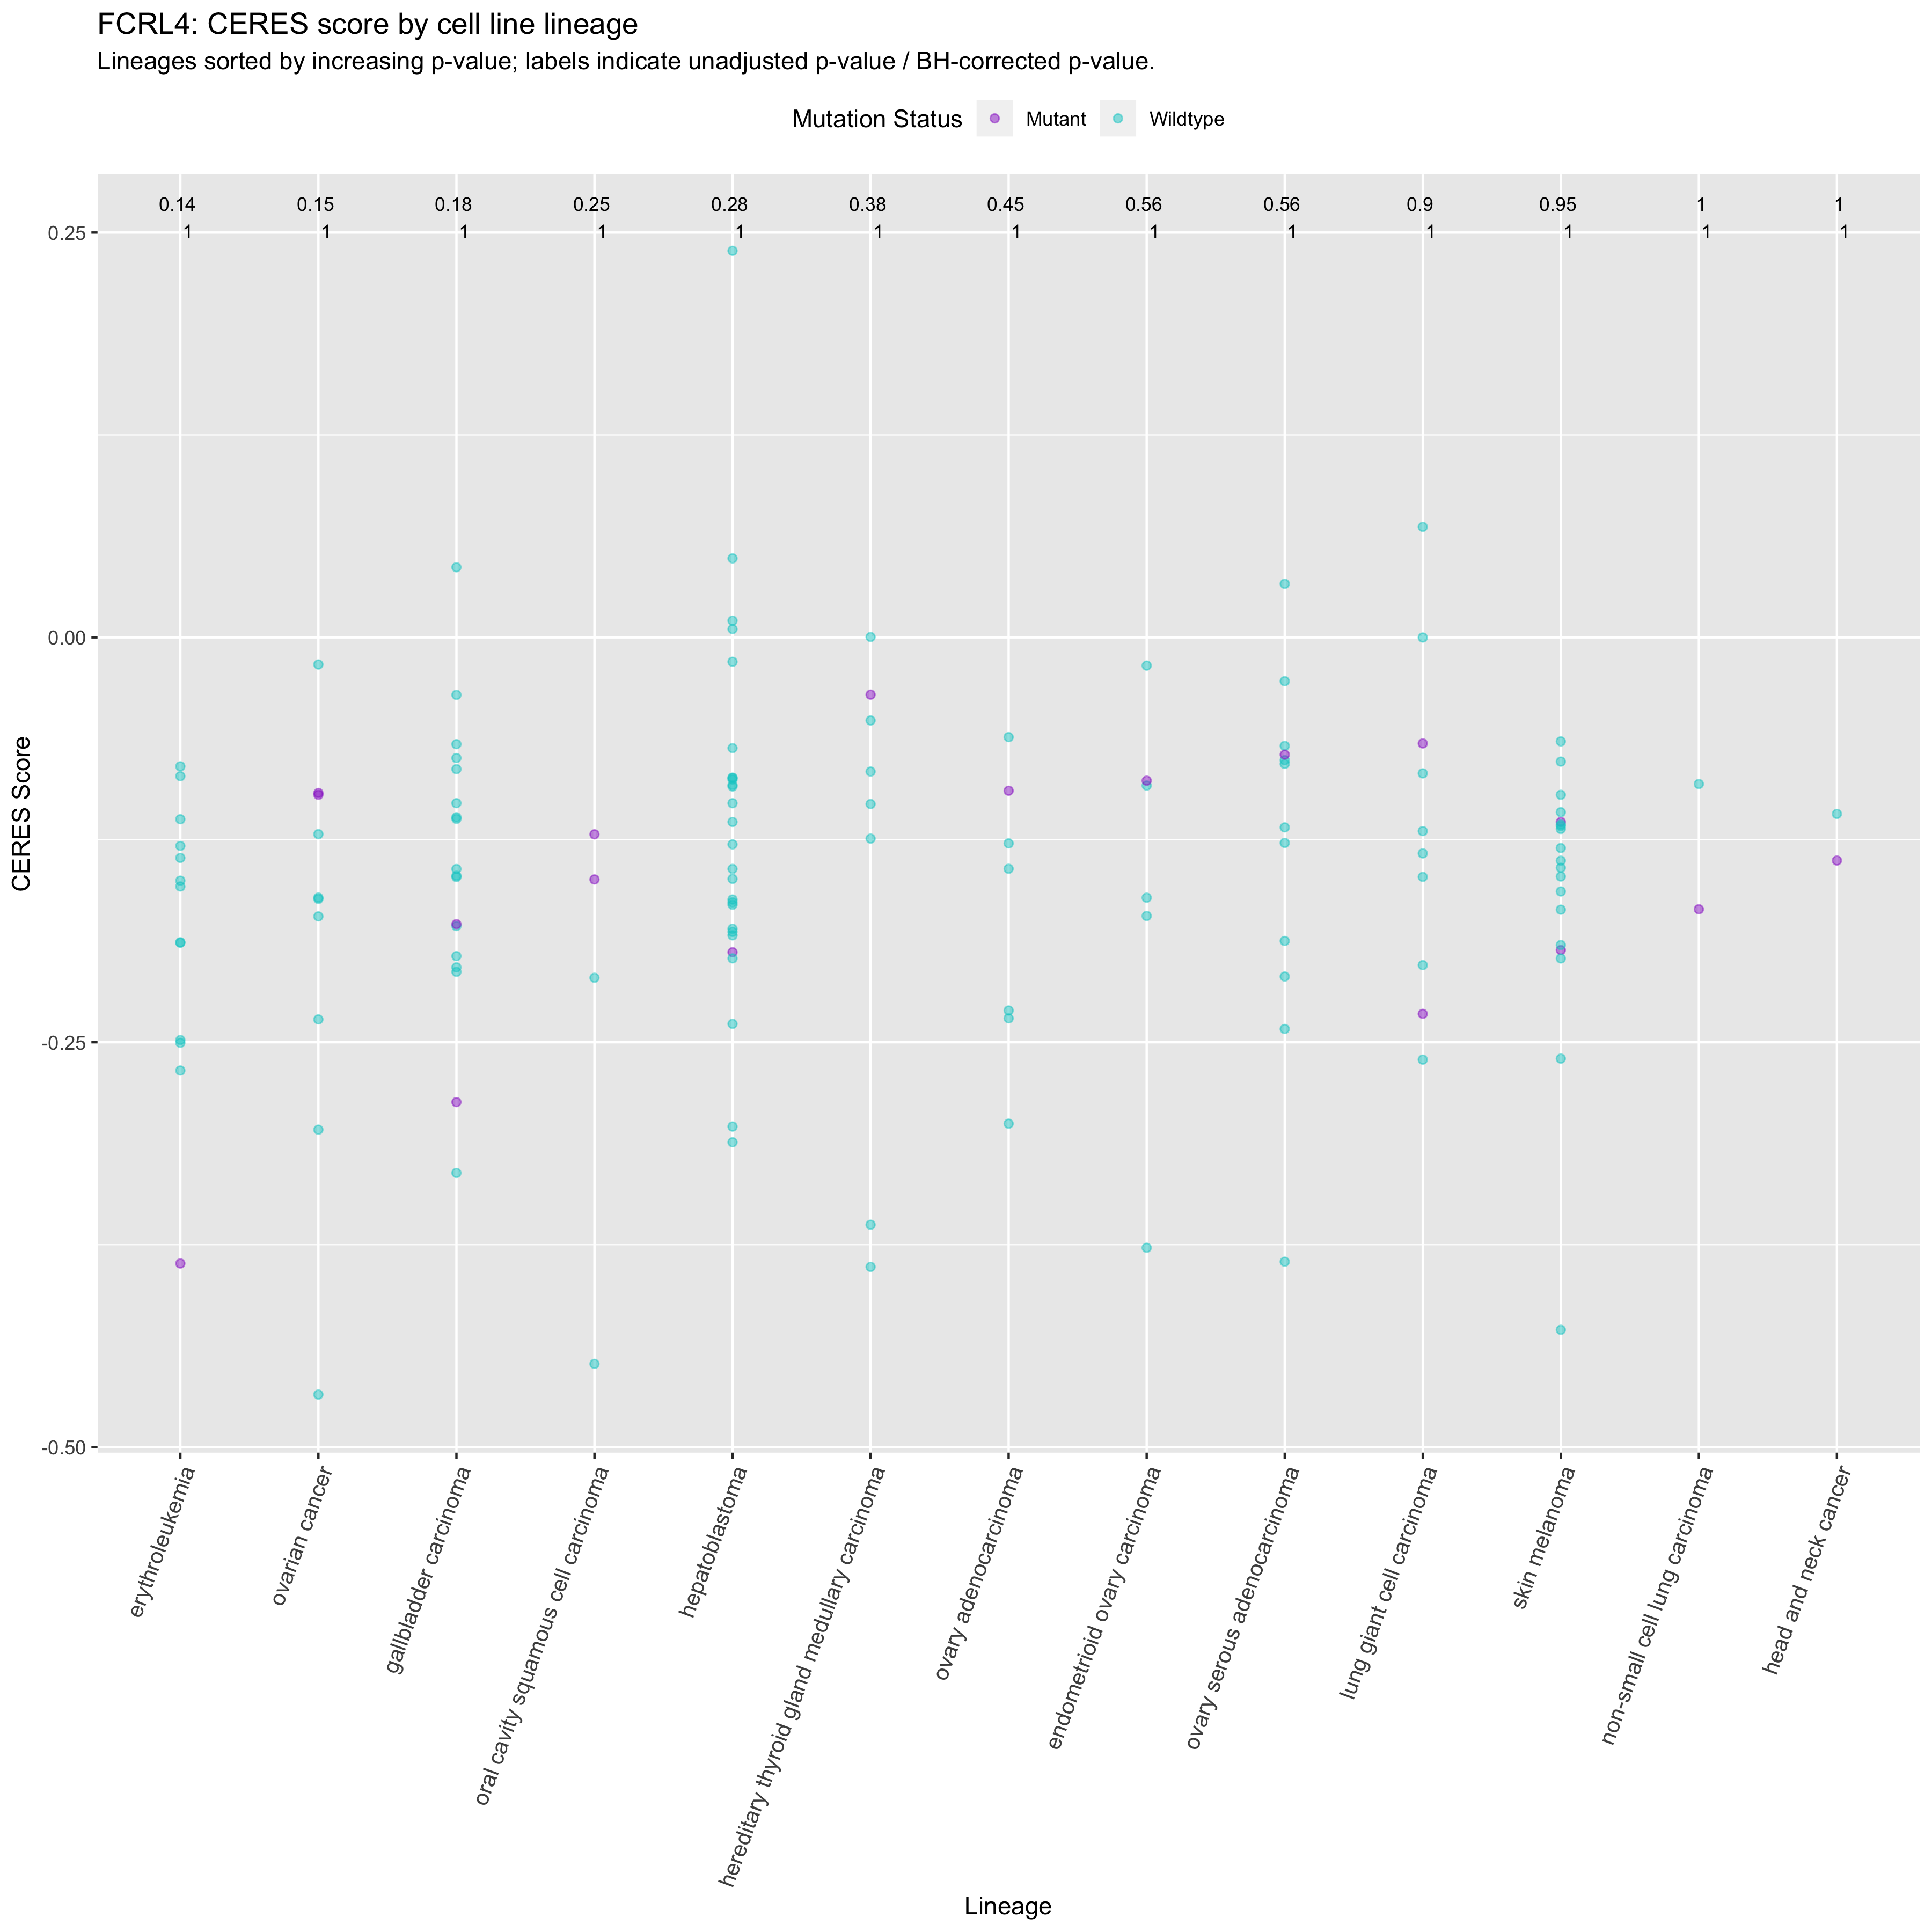 FCRL4: CERES score by cell line lineage
Lineages sorted by increasing p-value; labels indicate unadjusted p-value / BH-corrected p-value.
Mutation Status Mutant Wildtype
0.14 0.15 0.18 0.25 0.28 0.38 0.45 0.56 0.56 0.9 0.95 1 1
1 1 1 1 1 1 1 1 1 1 1 1 1
0.25
0.00
-0.25
-0.50
CERES Score
erythroleukemia
ovarian cancer
gallbladder carcinoma
oral cavity squamous cell carcinoma
hepatoblastoma
hereditary thyroid gland medullary carcinoma
ovary adenocarcinoma
endometrioid ovary carcinoma
ovary serous adenocarcinoma
lung giant cell carcinoma
skin melanoma
non-small cell lung carcinoma
head and neck cancer
Lineage